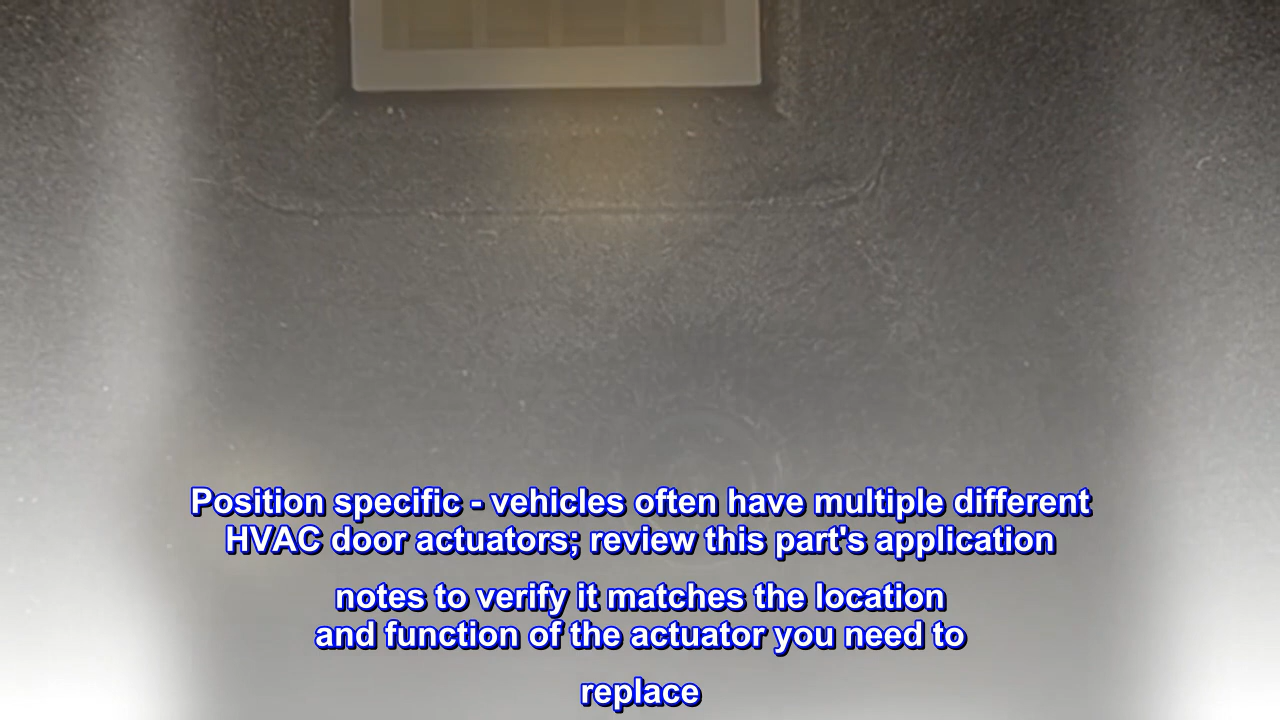 Position specific - vehicles often have multiple different
HVAC door actuators; review this part's application
notes to verify it matches the location
and function of the actuator you need to
replace